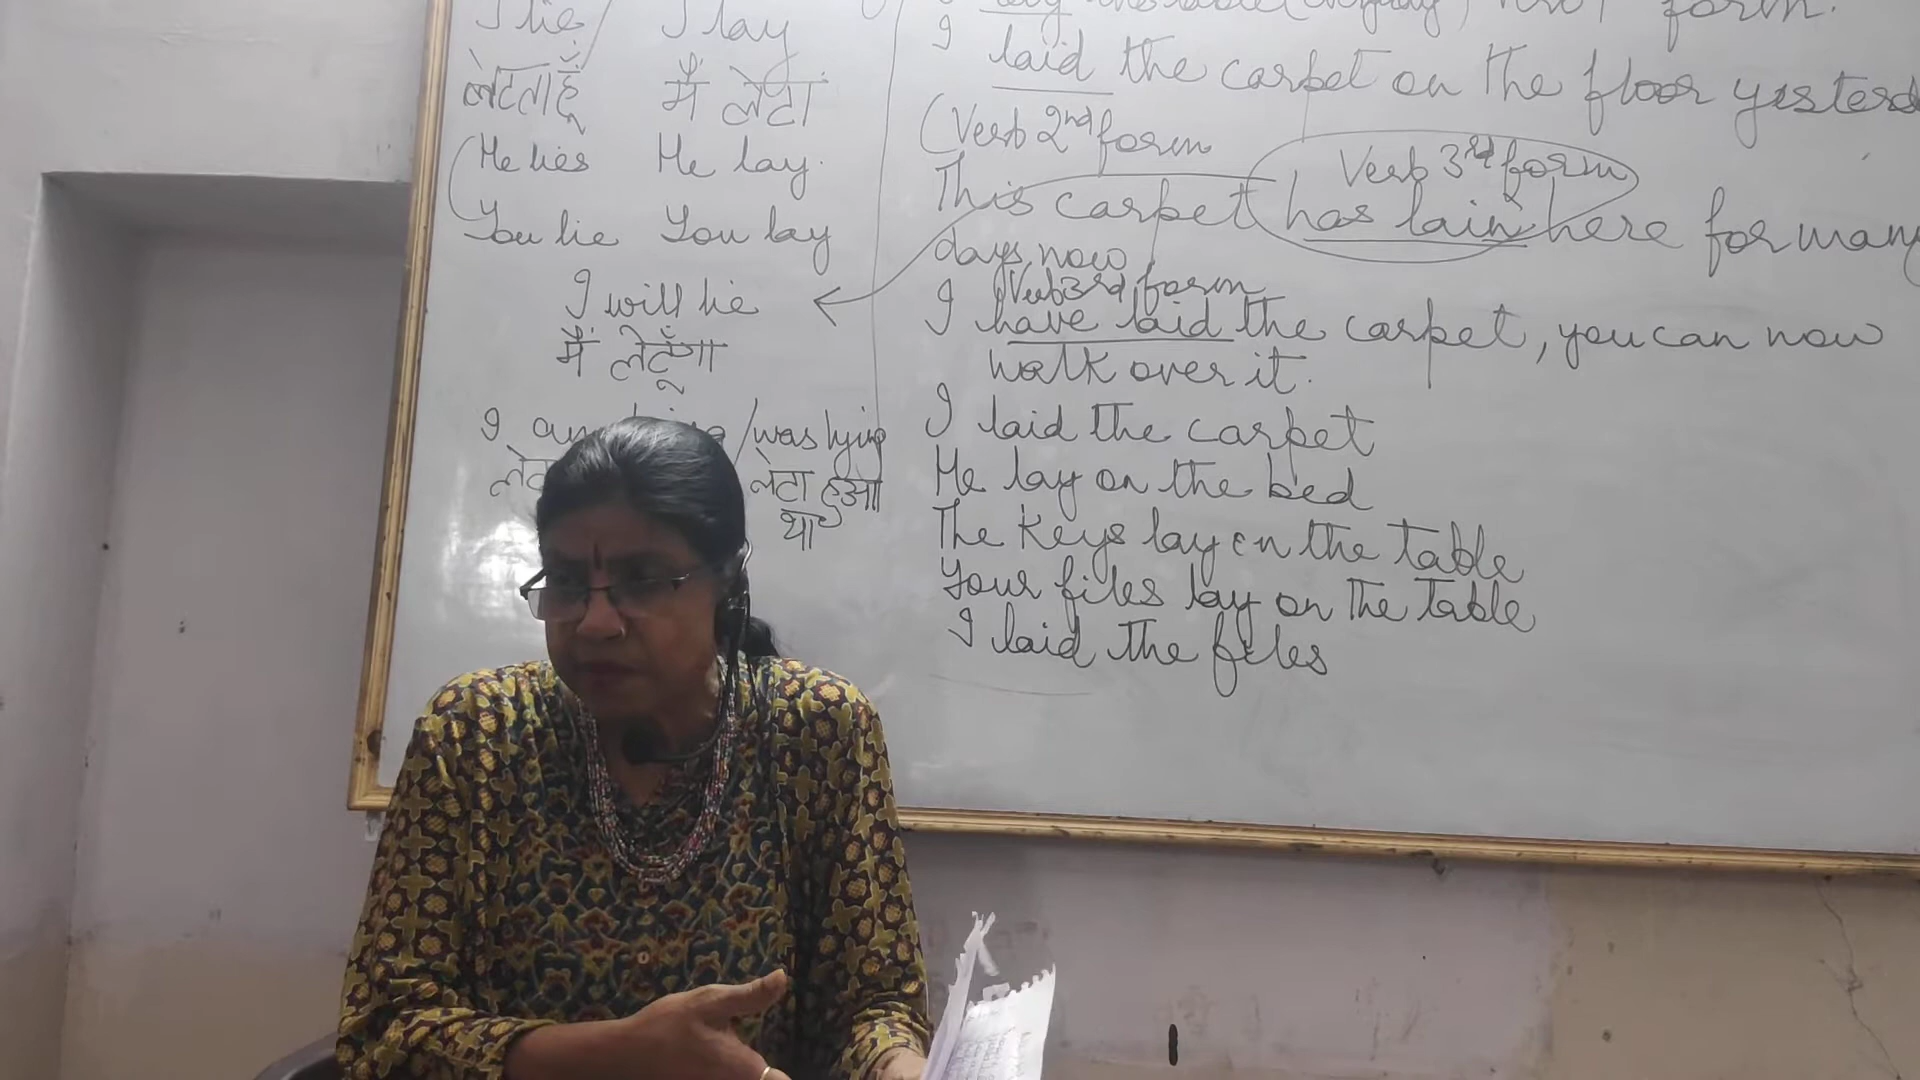 I lie / I lay
लेटता हूँ मैं लेटा
He lies He lay.
You lie You lay
I will lie
मैं लेटूँगा
I am / was lying
लेटा हुआ
था
form.
I laid the carpet on the floor yesterd
(Verb 2nd form
Verb 3rd form
This carpet has lain here for many
days now
Verb 3rd form
I have laid the carpet, you can now
walk over it.
I laid the carpet
He lay on the bed
The Keys lay on the table
Your files lay on the Table
I laid the files